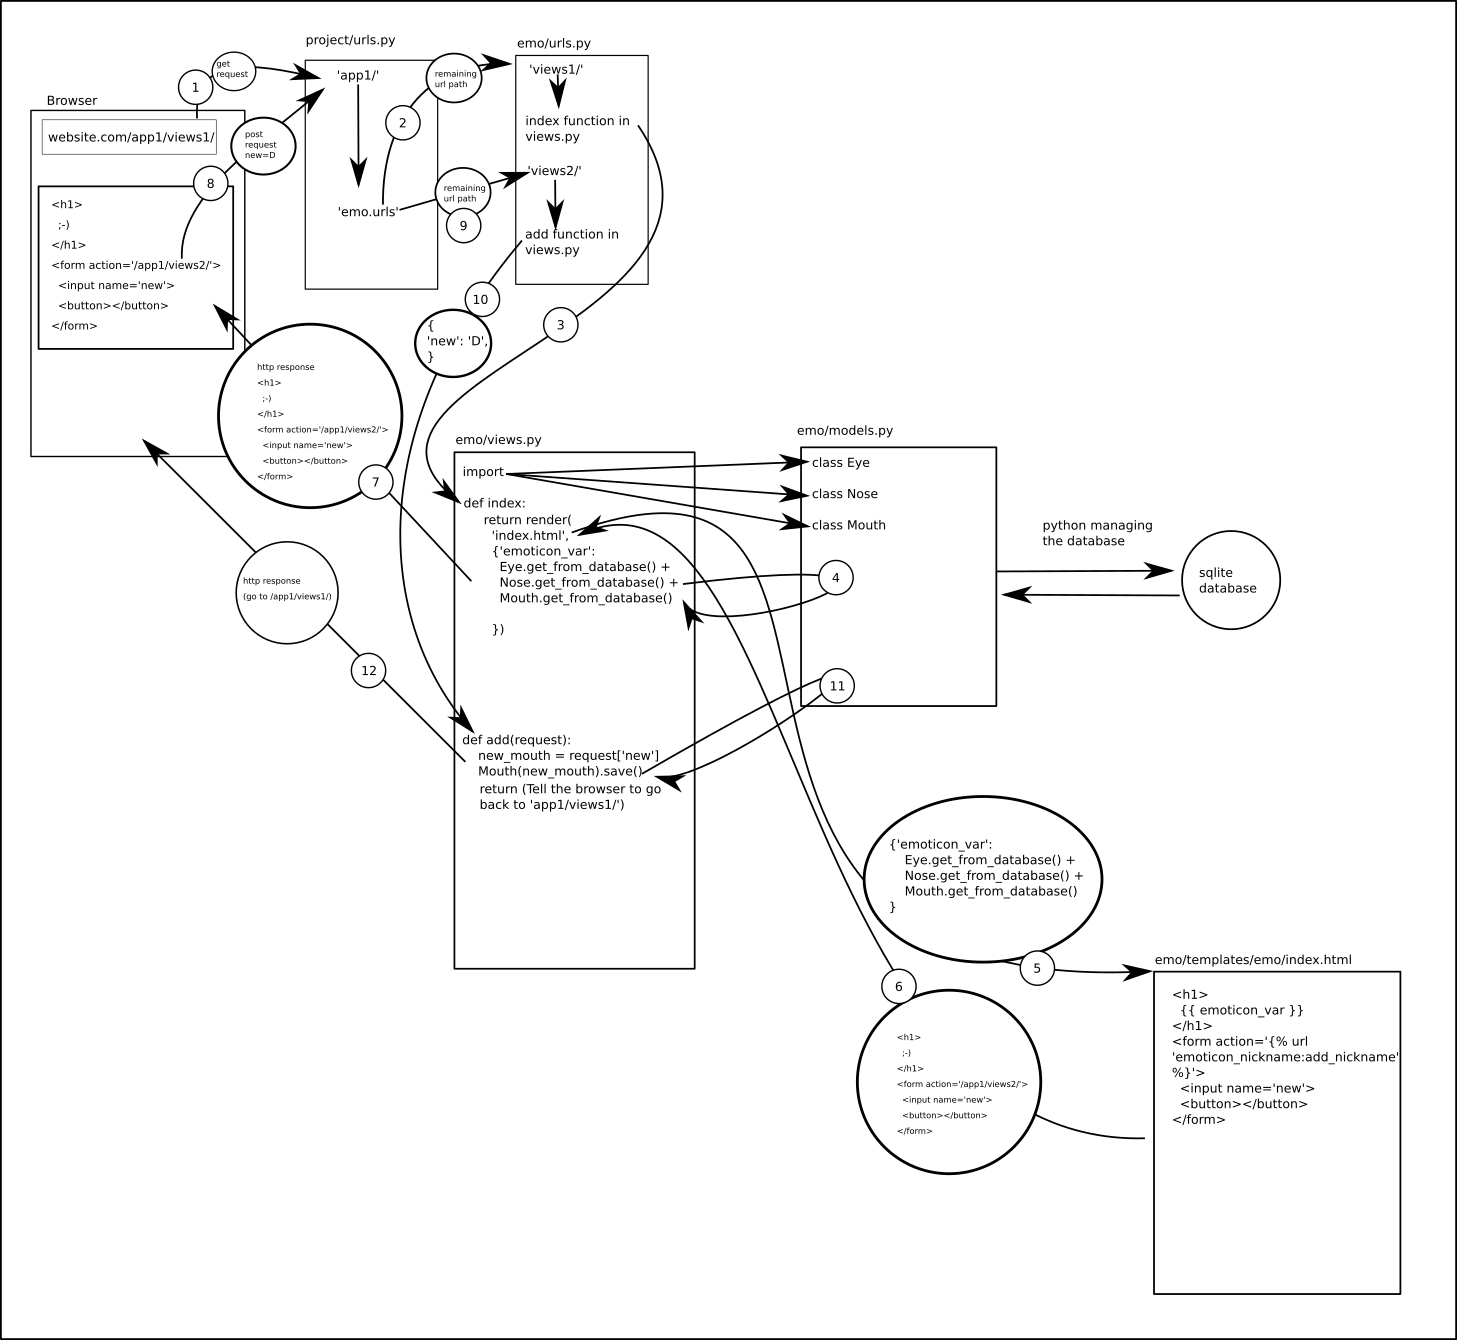 project/urls.py
emo/urls.py
get
request
1
'app1/'
remaining
url path
'views1/'
Browser
2
index function in
views.py
website.com/app1/views1/
post
request
new=D
8
'views2/'
remaining
url path
'emo.urls'
9
add function in
views.py
<h1>
;-)
</h1>
<form action='/app1/views2/'>
<input name='new'>
<button></button>
</form>
10
3
{
'new': 'D',
}
http response
<h1>
;-)
</h1>
<form action='/app1/views2/'>
<input name='new'>
<button></button>
</form>
7
emo/views.py
import
def index:
return render(
'index.html',
{'emoticon_var':
Eye.get_from_database() +
Nose.get_from_database() +
Mouth.get_from_database()
})
emo/models.py
class Eye
class Nose
class Mouth
4
11
python managing
the database
sqlite
database
http response
(go to /app1/views1/)
12
def add(request):
new_mouth = request['new']
Mouth(new_mouth).save()
return (Tell the browser to go
back to 'app1/views1/')
{'emoticon_var':
Eye.get_from_database() +
Nose.get_from_database() +
Mouth.get_from_database()
}
5
6
<h1>
;-)
</h1>
<form action='/app1/views2/'>
<input name='new'>
<button></button>
</form>
emo/templates/emo/index.html
<h1>
{{ emoticon_var }}
</h1>
<form action='{% url
'emoticon_nickname:add_nickname'
%}'>
<input name='new'>
<button></button>
</form>